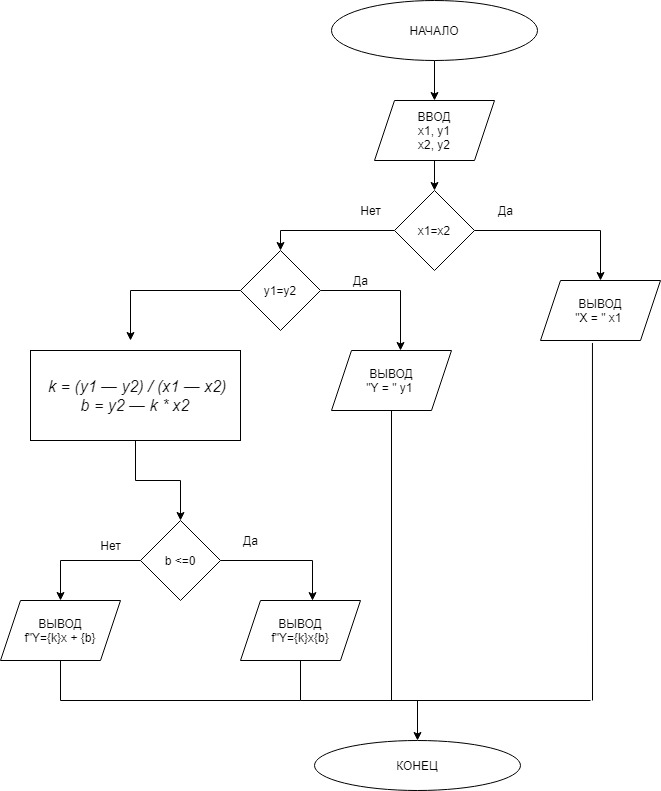 НАЧАЛО
ВВОД
x1, y1
x2, y2
Нет
Да
x1=x2
y1=y2
Да
ВЫВОД
"X = " x1
k = (y1 — y2) / (x1 — x2)
b = y2 — k * x2
ВЫВОД
"Y = " y1
Нет
Да
b <=0
ВЫВОД
f"Y={k}x + {b}
ВЫВОД
f"Y={k}x{b}
КОНЕЦ